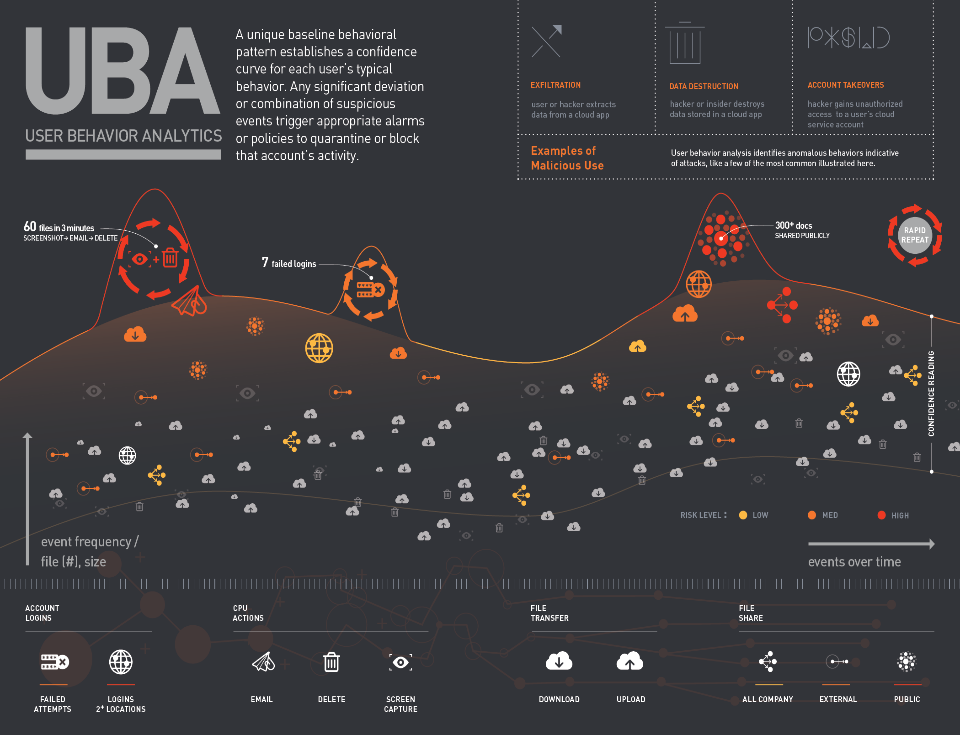 UBA
USER BEHAVIOR ANALYTICS
A unique baseline behavioral
pattern establishes a confidence
curve for each user's typical
behavior. Any significant deviation
or combination of suspicious
events trigger appropriate alarms
or policies to quarantine or block
that account's activity.
EXFILTRATION
user or hacker extracts
data from a cloud app
DATA DESTRUCTION
hacker or insider destroys
data stored in a cloud app
ACCOUNT TAKEOVERS
hacker gains unauthorized
access to a user's cloud
service account
Examples of
Malicious Use
User behavior analysis identifies anomalous behaviors indicative
of attacks, like a few of the most common illustrated here.
60 files in 3 minutes
SCREENSHOT→ EMAIL→ DELETE
7 failed logins
300+ docs
SHARED PUBLICLY
RAPID
REPEAT
CONFIDENCE READING
RISK LEVEL :
LOW
MED
HIGH
event frequency /
file (#), size
events over time
ACCOUNT
LOGINS
FAILED
ATTEMPTS
LOGINS
2+ LOCATIONS
CPU
ACTIONS
EMAIL
DELETE
SCREEN
CAPTURE
FILE
TRANSFER
DOWNLOAD
UPLOAD
FILE
SHARE
ALL COMPANY
EXTERNAL
PUBLIC